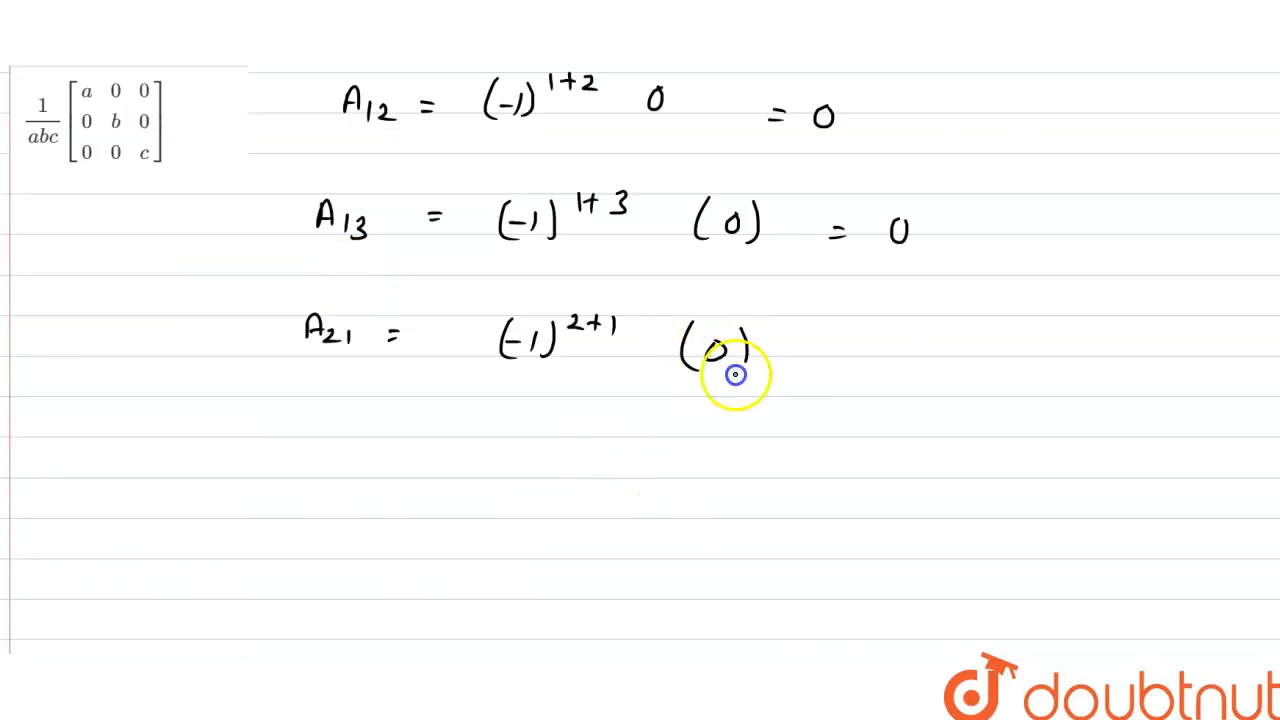 1/abc [a 0 0
0 b 0
0 0 c]
A12 = (-1)^1+2 0 = 0
A13 = (-1)^1+3 (0) = 0
A21 = (-1)^2+1 (0)
doubtnut